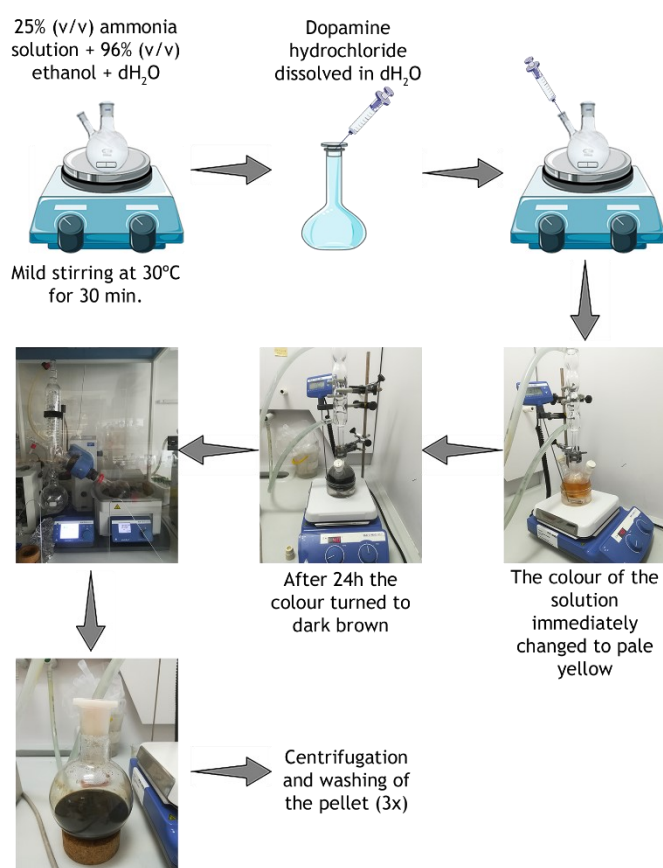 25% (v/v) ammonia
solution + 96% (v/v)
ethanol + dH₂O
Dopamine
hydrochloride
dissolved in dH₂O
Mild stirring at 30ºC
for 30 min.
The colour of the
solution
immediately
changed to pale
yellow
After 24h the
colour turned to
dark brown
Centrifugation
and washing of
the pellet (3x)